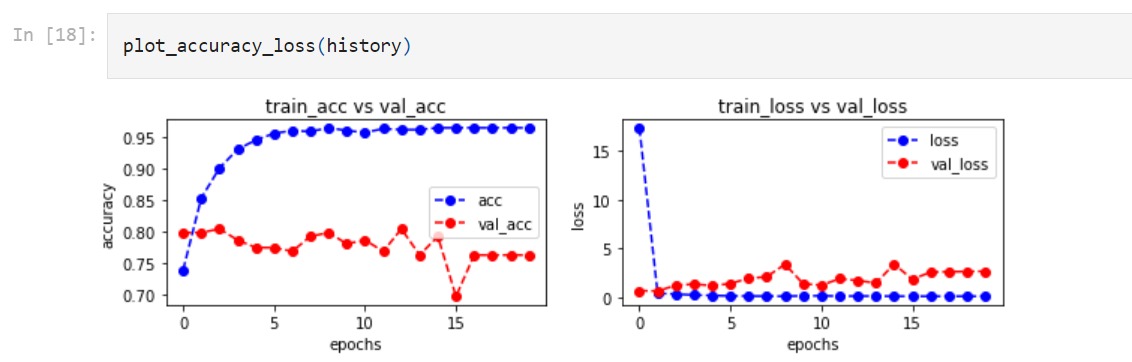 In [18]:
plot_accuracy_loss(history)
train_acc vs val_acc
accuracy
0.95
0.90
0.85
0.80
0.75
0.70
acc
val_acc
0 5 10 15
epochs
train_loss vs val_loss
loss
15
10
5
0
loss
val_loss
0 5 10 15
epochs